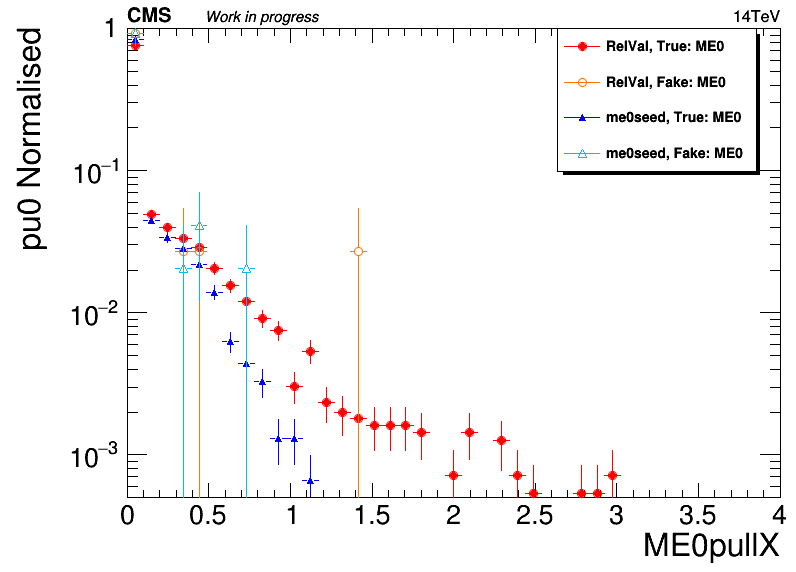 CMS Work in progress 14TeV
pu0 Normalised
1
10⁻¹
10⁻²
10⁻³
RelVal, True: ME0
RelVal, Fake: ME0
me0seed, True: ME0
me0seed, Fake: ME0
0 0.5 1 1.5 2 2.5 3 3.5 4
ME0pullX